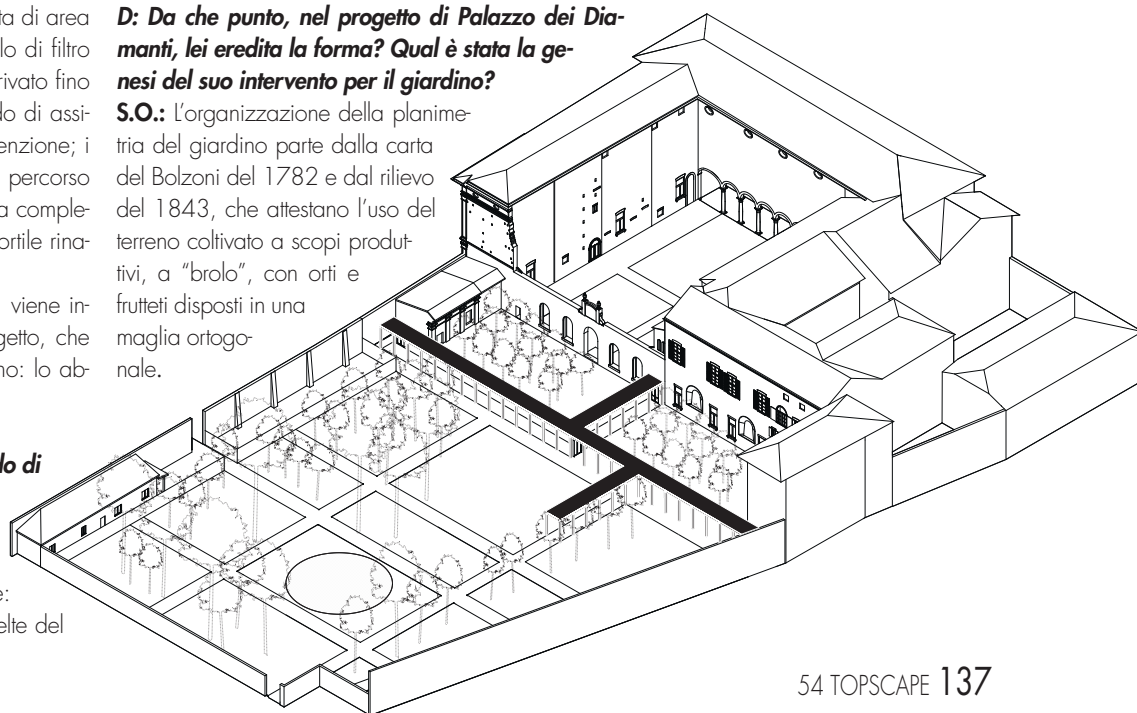 ta di area
lo di filtro
rivato fino
do di assi-
enzione; i
percorso
a comple-
ortile rina-
viene in-
getto, che
no: lo ab-
lo di
e:
elte del
D: Da che punto, nel progetto di Palazzo dei Dia-
manti, lei eredita la forma? Qual è stata la ge-
nesi del suo intervento per il giardino?
S.O.: L’organizzazione della planime-
tria del giardino parte dalla carta
del Bolzoni del 1782 e dal rilievo
del 1843, che attestano l’uso del
terreno coltivato a scopi produt-
tivi, a “brolo”, con orti e
frutteti disposti in una
maglia ortogo-
nale.
54 TOPSCAPE 137